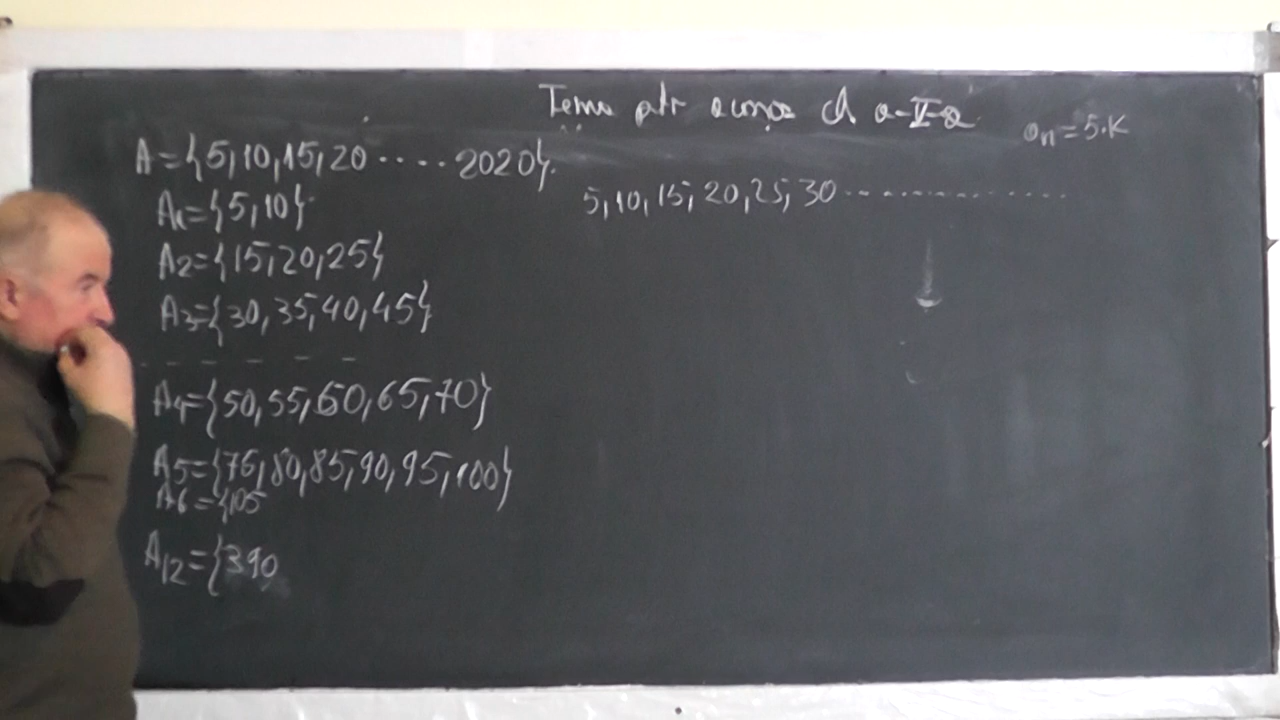 Tema ptr acasă cl a-V-a
aₙ=5·K
A={5,10,15,20.....2020}.
5,10,15,20,25,30..............
A₁={5,10}
A₂={15,20,25}
A₃={30,35,40,45}
A₄={50,55,60,65,70}
A₅={75,80,85,90,95,100}
A₆={105
A₁₂={390